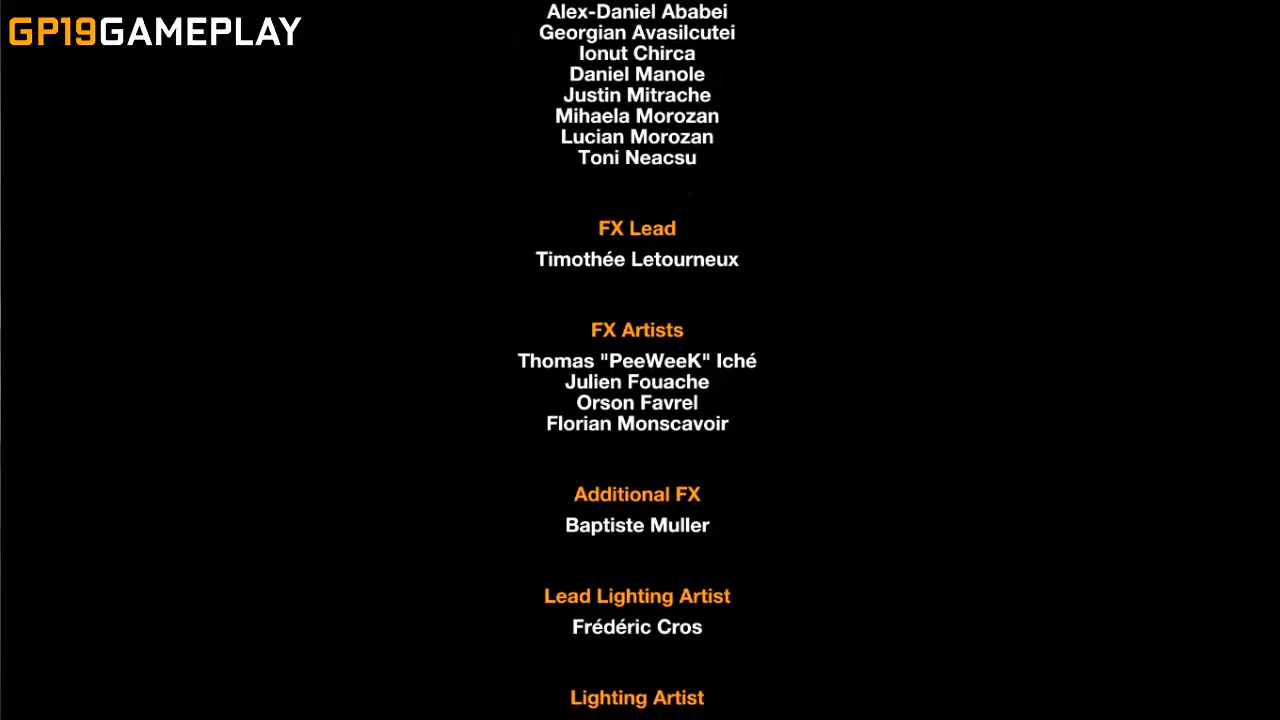 GP19GAMEPLAY
Alex-Daniel Ababei
Georgian Avasilcutei
Ionut Chirca
Daniel Manole
Justin Mitrache
Mihaela Morozan
Lucian Morozan
Toni Neacsu
FX Lead
Timothée Letourneux
FX Artists
Thomas "PeeWeeK" Iché
Julien Fouache
Orson Favrel
Florian Monscavoir
Additional FX
Baptiste Muller
Lead Lighting Artist
Frédéric Cros
Lighting Artist